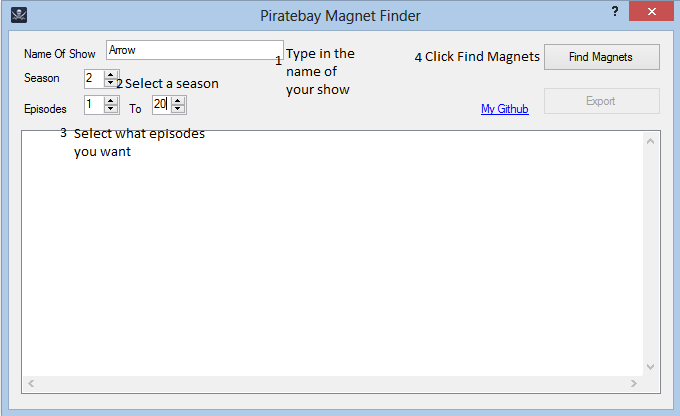 Piratebay Magnet Finder
?
Name Of Show
Arrow
1 Type in the
name of
your show
4 Click Find Magnets
Find Magnets
Season
2
2 Select a season
Episodes
1
To
20
My Github
Export
3 Select what episodes
you want